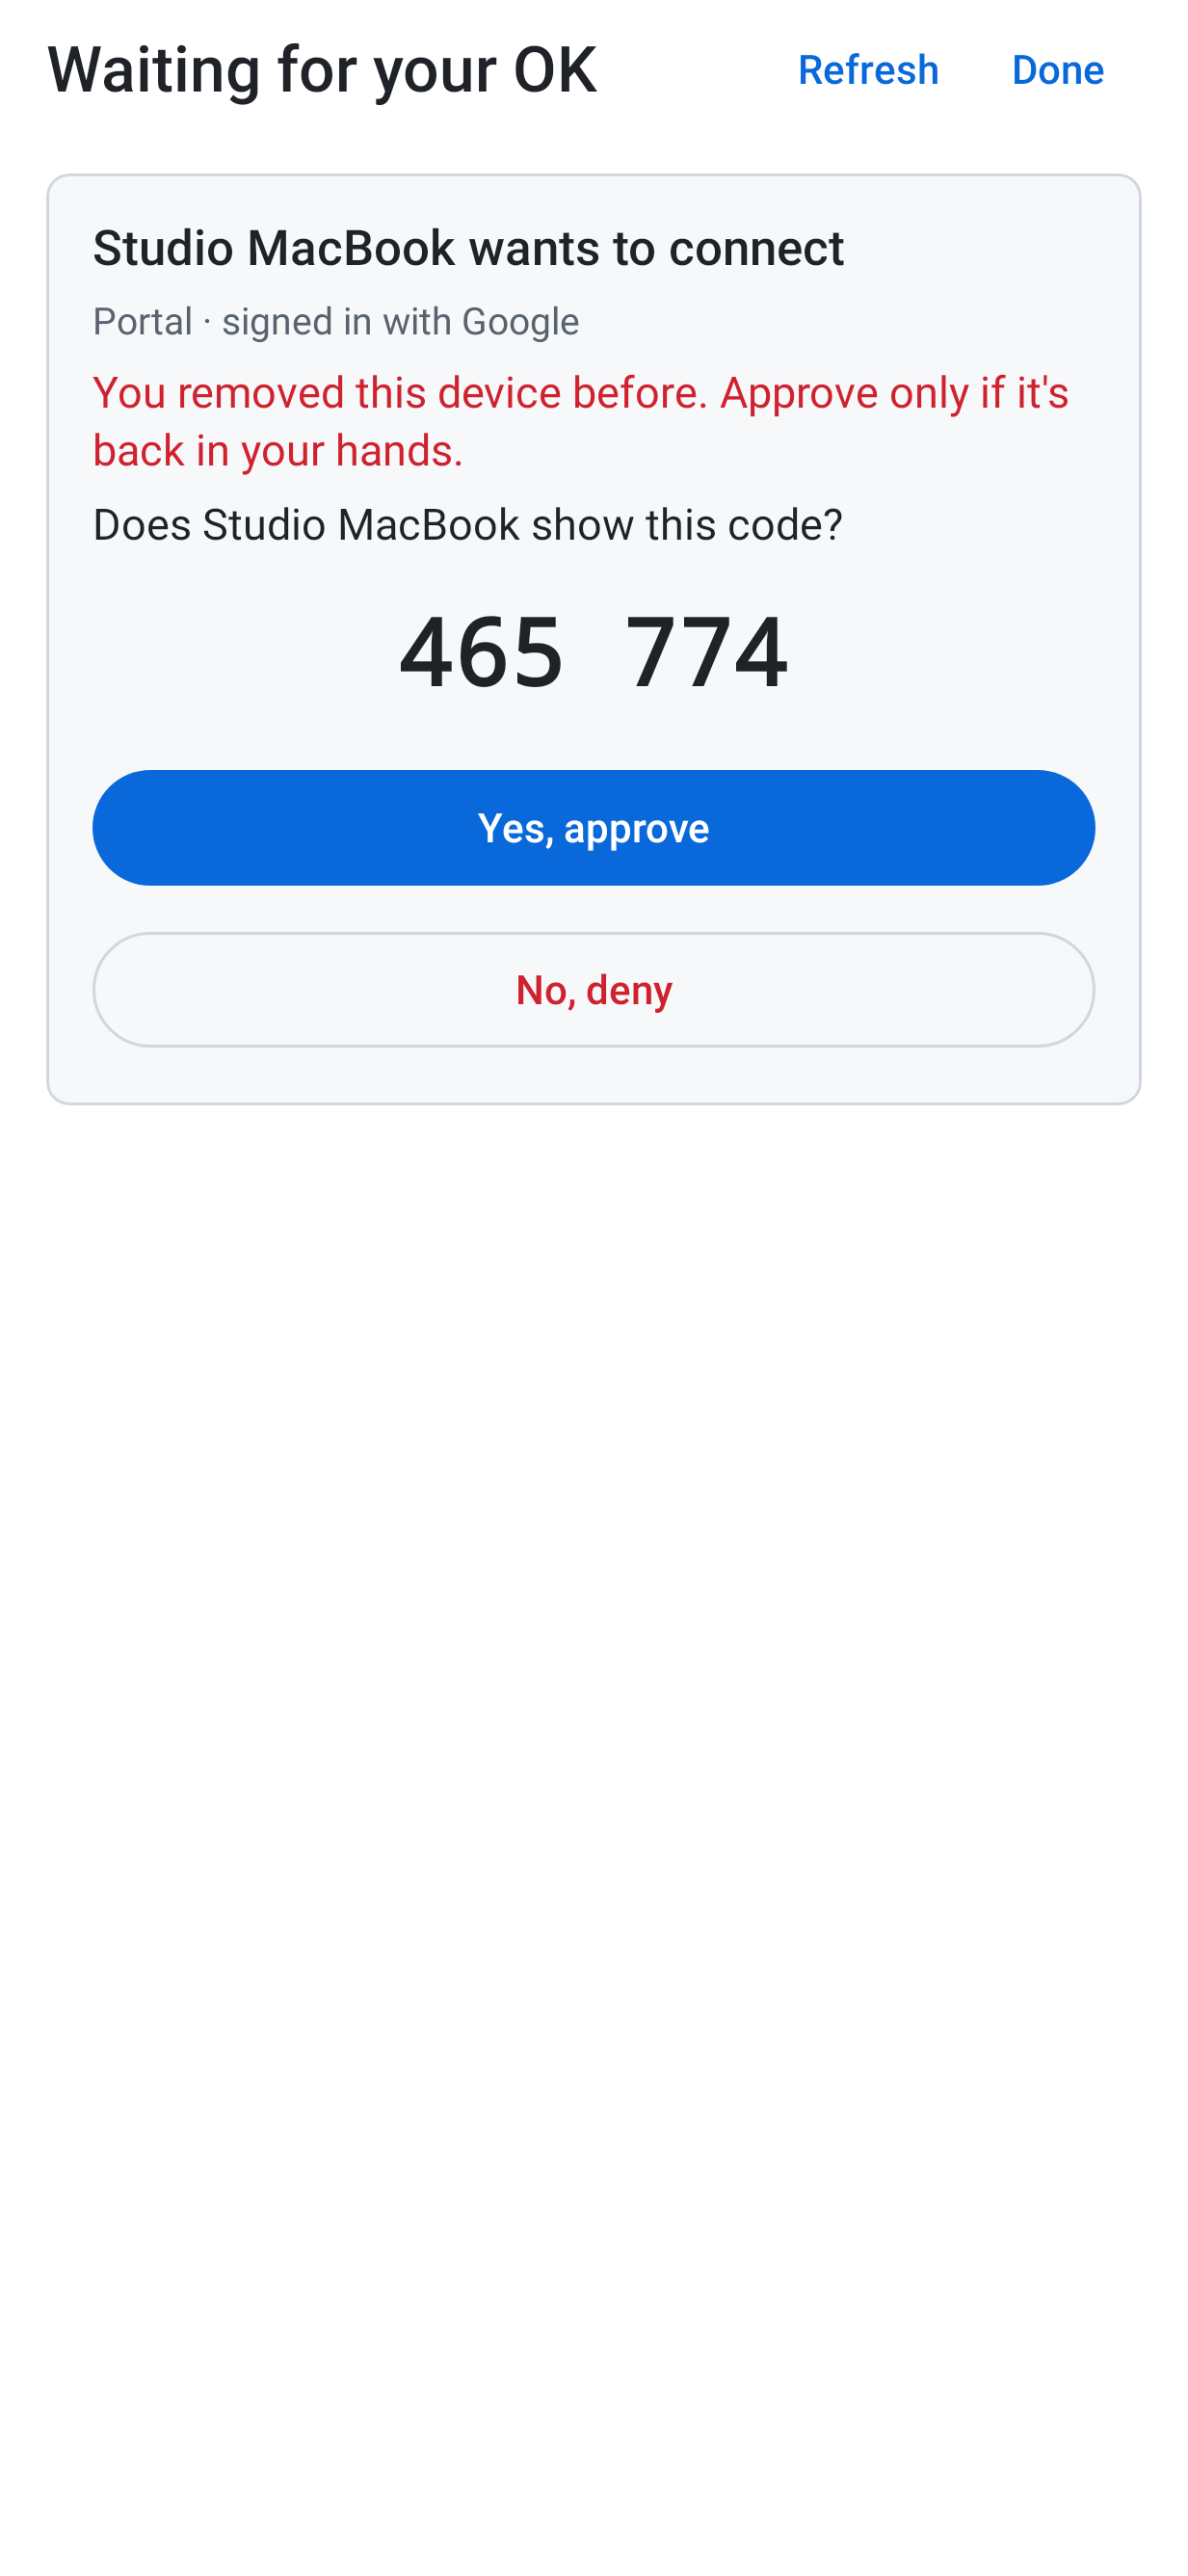 Waiting for your OK
Refresh
Done
Studio MacBook wants to connect
Portal · signed in with Google
You removed this device before. Approve only if it's
back in your hands.
Does Studio MacBook show this code?
465 774
Yes, approve
No, deny